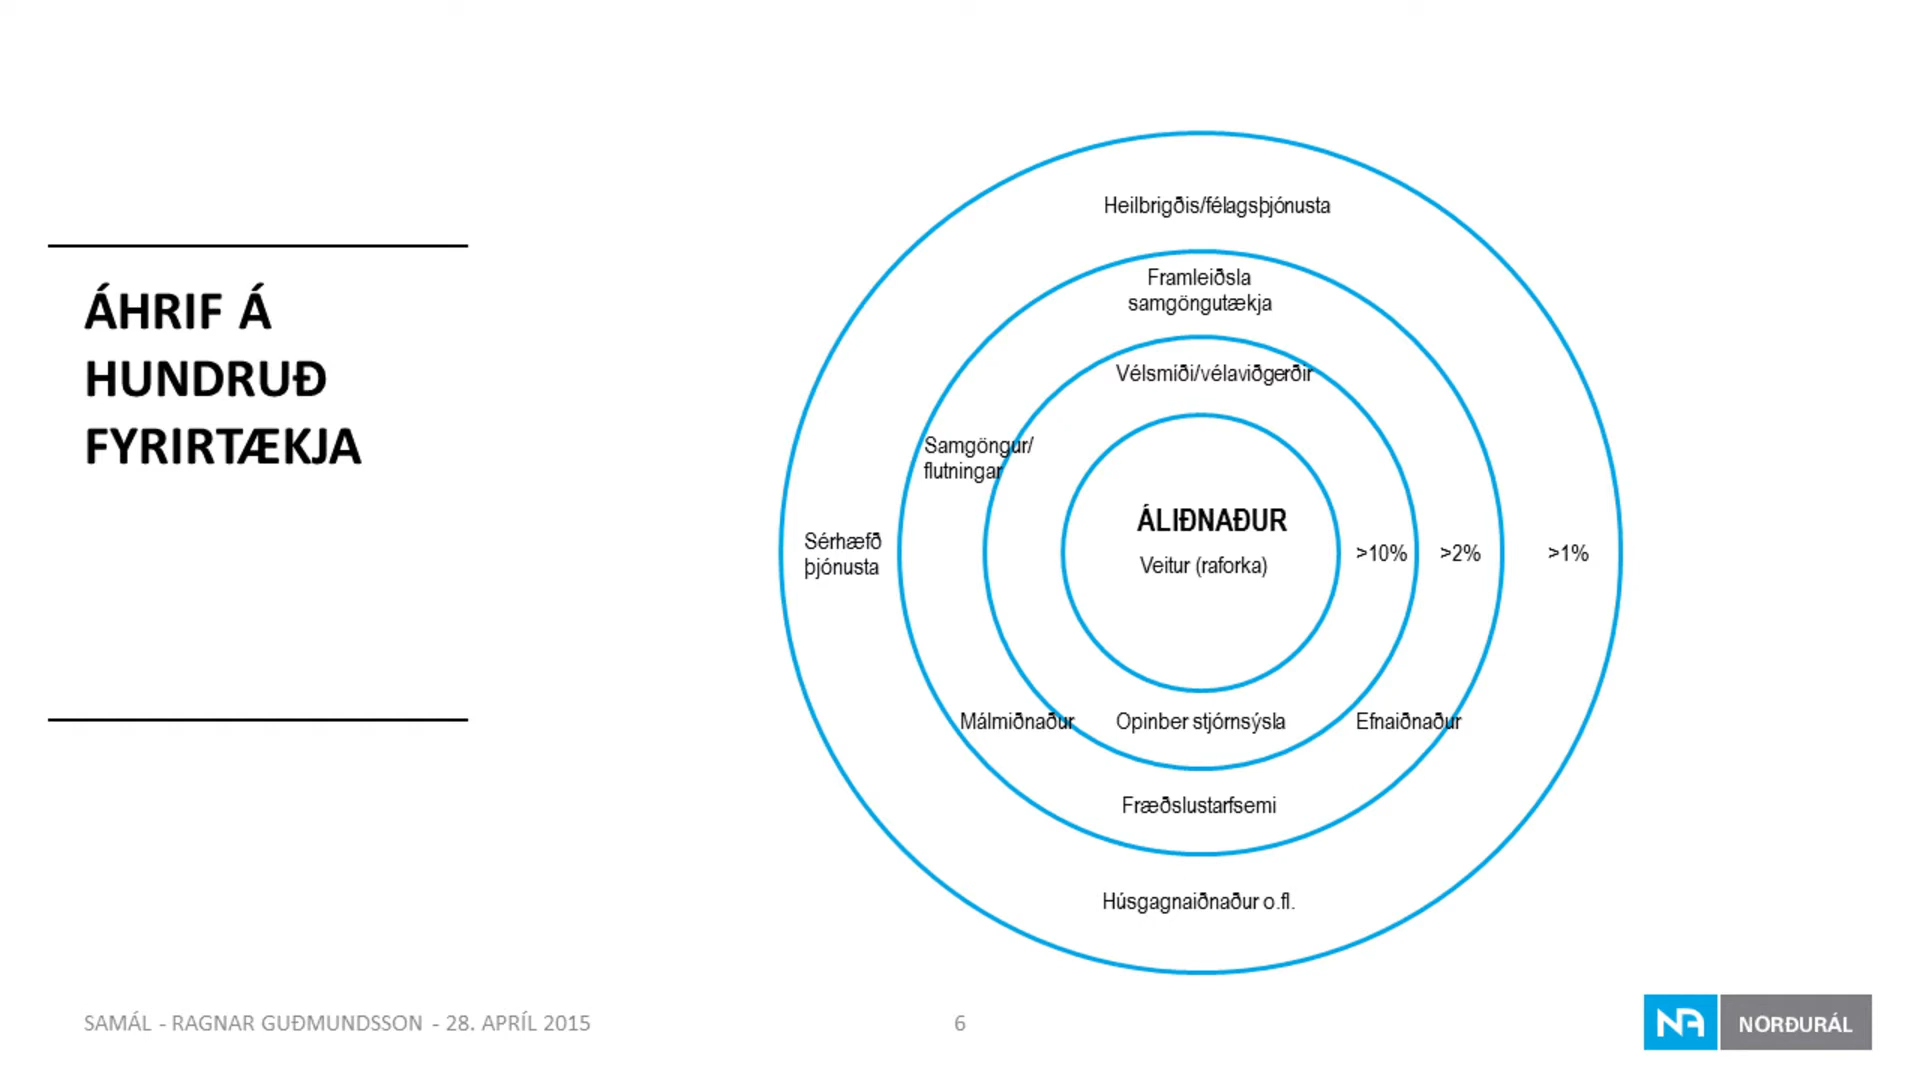 ÁHRIF Á
HUNDRUÐ
FYRIRTÆKJA
Heilbrigðis/félagsþjónusta
Framleiðsla
samgöngutækja
Vélsmíði/vélaviðgerðir
Samgöngur/
flutningar
ÁLIÐNAÐUR
Veitur (raforka)
Sérhæfð
þjónusta
>10%
>2%
>1%
Málmiðnaður
Opinber stjórnsýsla
Efnaiðnaður
Fræðslustarfsemi
Húsgagnaiðnaður o.fl.
SAMÁL - RAGNAR GUÐMUNDSSON - 28. APRÍL 2015
6
NA NORÐURÁL